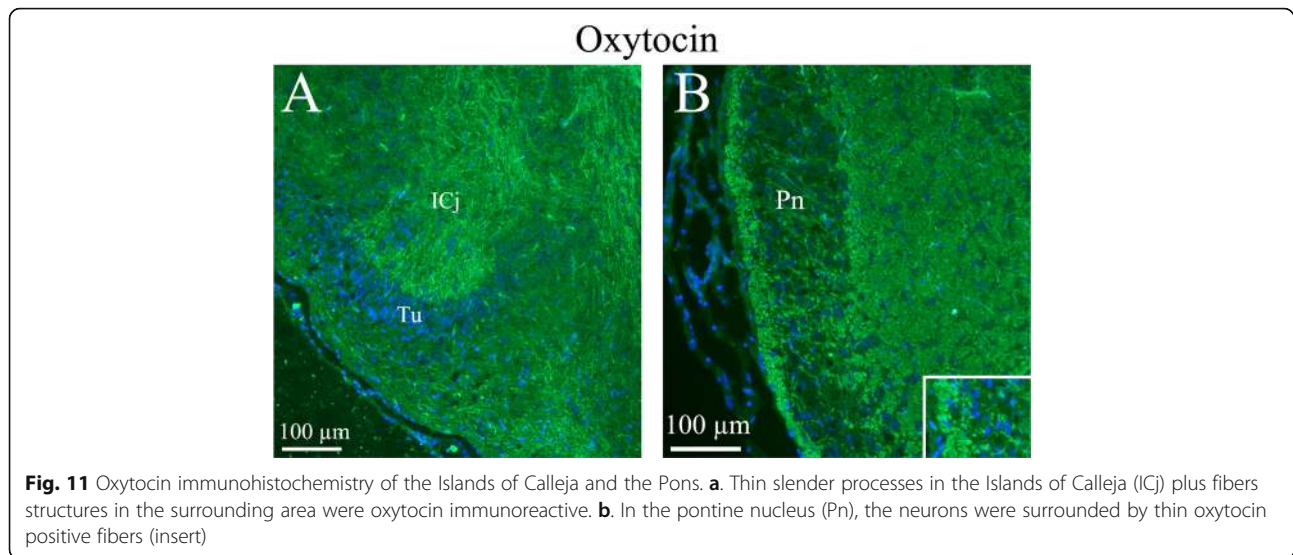 Oxytocin
A
B
ICj
Pn
Tu
100 µm
100 µm
Fig. 11 Oxytocin immunohistochemistry of the Islands of Calleja and the Pons. a. Thin slender processes in the Islands of Calleja (ICj) plus fibers
structures in the surrounding area were oxytocin immunoreactive. b. In the pontine nucleus (Pn), the neurons were surrounded by thin oxytocin
positive fibers (insert)